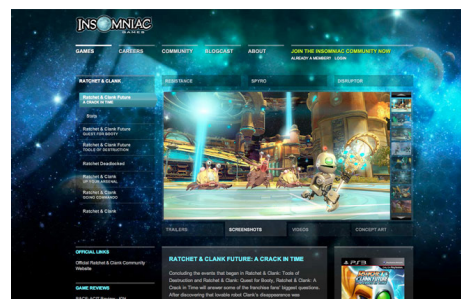 INSOMNIAC
GAMES
GAMES CAREERS COMMUNITY BLOGCAST ABOUT JOIN THE INSOMNIAC COMMUNITY NOW
ALREADY A MEMBER? LOGIN
RATCHET & CLANK RESISTANCE SPYRO DISRUPTOR
Ratchet & Clank Future
A CRACK IN TIME
Ratchet & Clank Future
QUEST FOR BOOTY
Ratchet & Clank Future
TOOLS OF DESTRUCTION
Ratchet Deadlocked
Ratchet & Clank
UP YOUR ARSENAL
Ratchet & Clank
GOING COMMANDO
Ratchet & Clank
TRAILERS SCREENSHOTS VIDEOS CONCEPT ART
OFFICIAL LINKS
Official Ratchet & Clank Community
Website
GAME REVIEWS
RATCHET & CLANK FUTURE: A CRACK IN TIME
Concluding the events that began in Ratchet & Clank: Tools of
Destruction and Ratchet & Clank: Quest for Booty, Ratchet & Clank: A
Crack in Time will answer some of the franchise fans' biggest questions.
After discovering that lovable robot Clank's disappearance was
PS3
RATCHET
CLANK